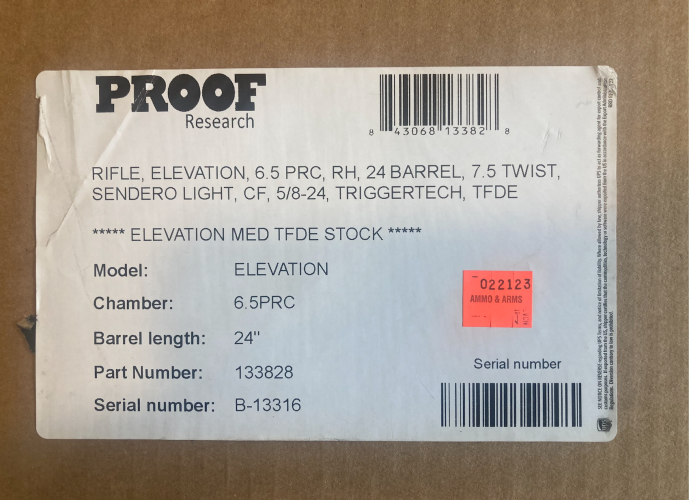 PROOF
Research
8 43068 13382 8
RIFLE, ELEVATION, 6.5 PRC, RH, 24 BARREL, 7.5 TWIST,
SENDERO LIGHT, CF, 5/8-24, TRIGGERTECH, TFDE
***** ELEVATION MED TFDE STOCK *****
Model: ELEVATION
Chamber: 6.5PRC
Barrel length: 24"
Part Number: 133828
Serial number: B-13316
022123
AMMO & ARMS
Serial number